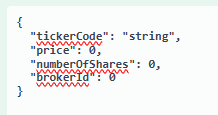 {
"tickerCode": "string",
"price": 0,
"numberOfShares": 0,
"brokerId": 0
}